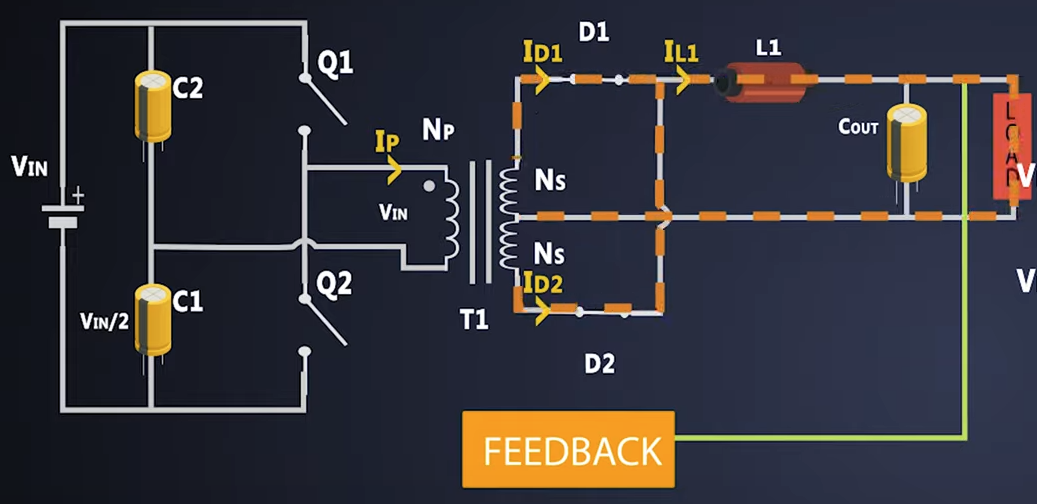 D1
ID1
IL1
L1
Q1
C2
IP
NP
COUT
LOAD
VIN
+
V
NS
VIN
NS
Q2
ID2
V
C1
VIN/2
T1
D2
FEEDBACK